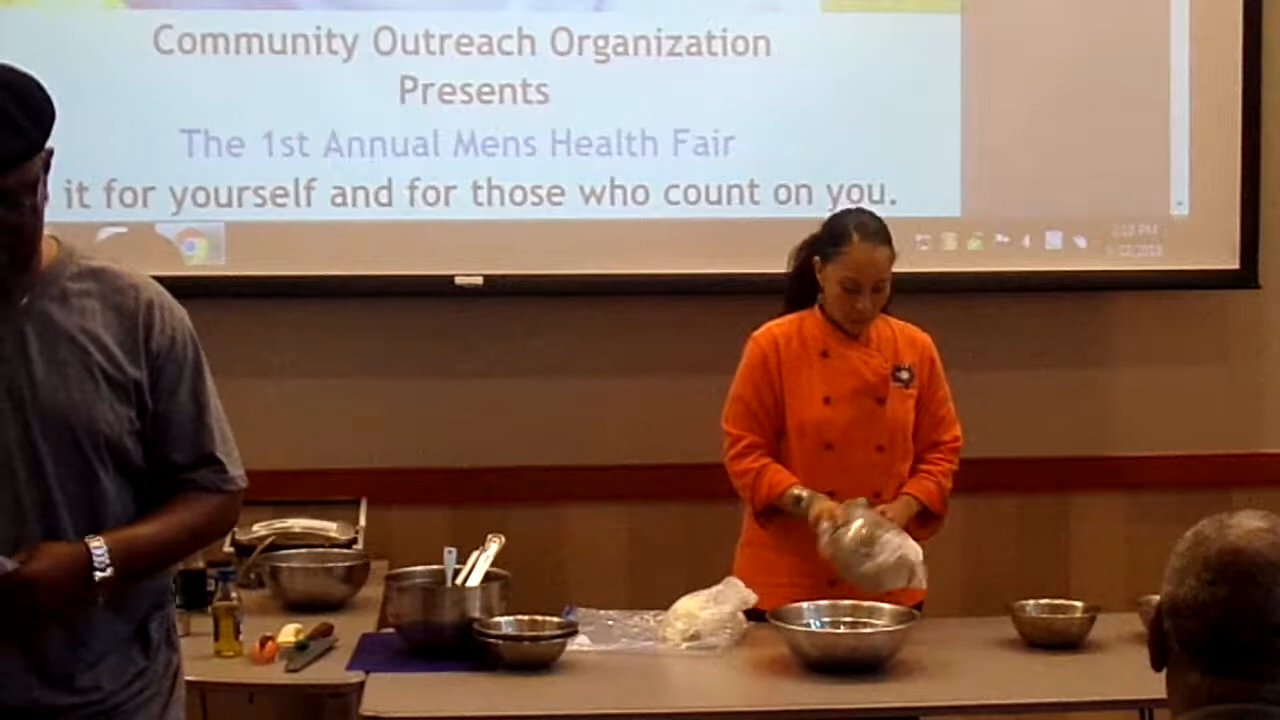 Community Outreach Organization
Presents
The 1st Annual Mens Health Fair
it for yourself and for those who count on you.